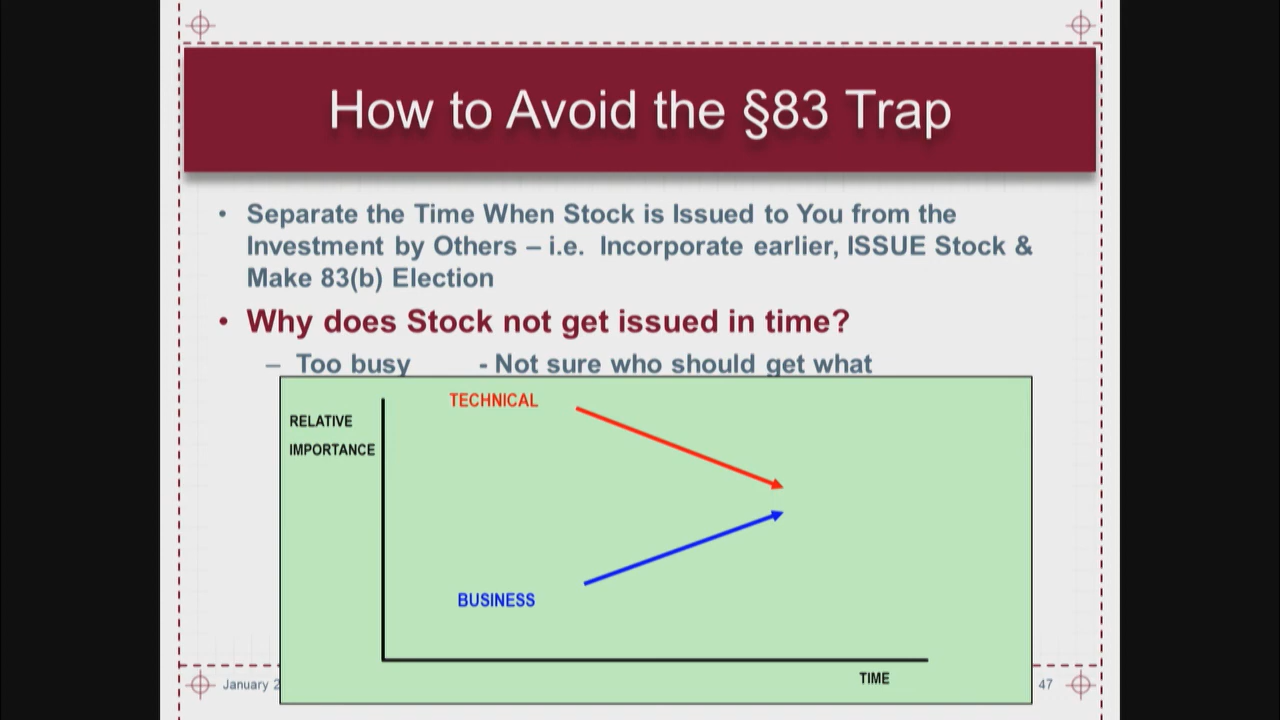 How to Avoid the §83 Trap
• Separate the Time When Stock is Issued to You from the
Investment by Others – i.e. Incorporate earlier, ISSUE Stock &
Make 83(b) Election
• Why does Stock not get issued in time?
– Too busy - Not sure who should get what
TECHNICAL
RELATIVE
IMPORTANCE
BUSINESS
TIME
January 47